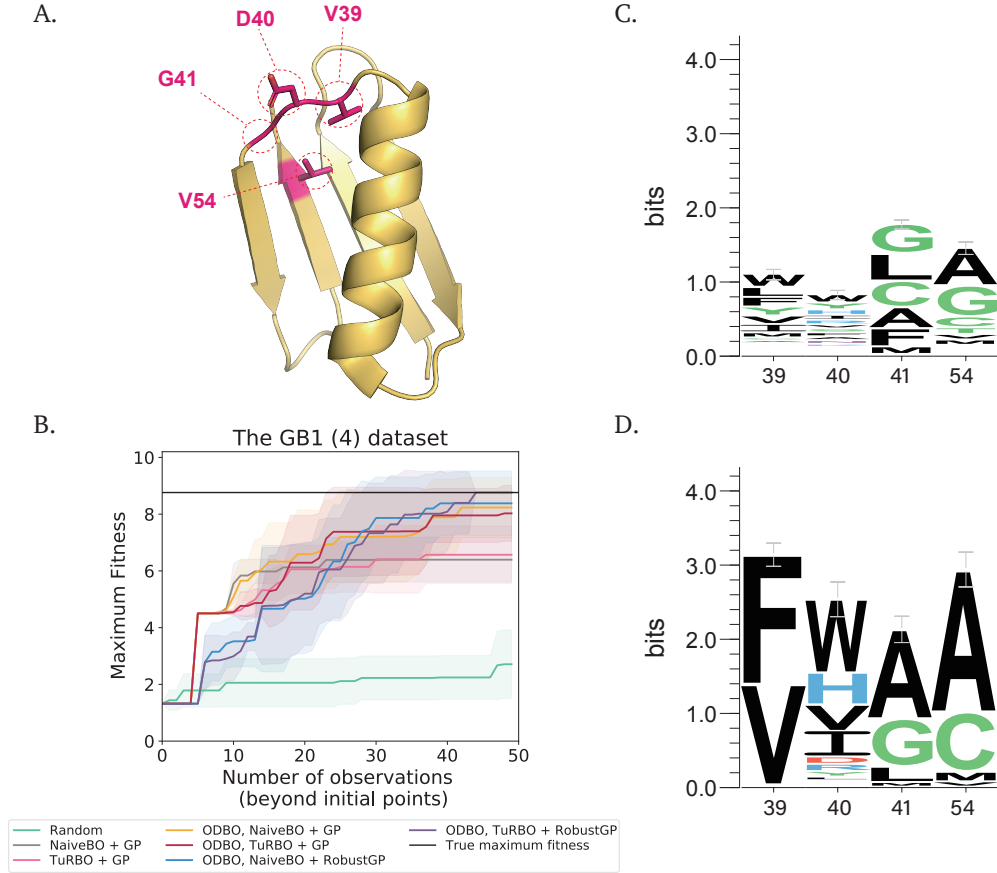 A.
D40
V39
G41
V54
B.
The GB1 (4) dataset
Maximum Fitness
10
8
6
4
2
0
0 10 20 30 40 50
Number of observations
(beyond initial points)
Random
NaiveBO + GP
TuRBO + GP
ODBO, NaiveBO + GP
ODBO, TuRBO + GP
ODBO, NaiveBO + RobustGP
ODBO, TuRBO + RobustGP
True maximum fitness
C.
bits
4.0
3.0
2.0
1.0
0.0
G
L A
C G
A C
F
39 40 41 54
D.
bits
4.0
3.0
2.0
1.0
0.0
F W A A
V H G C
Y L
I
D
39 40 41 54